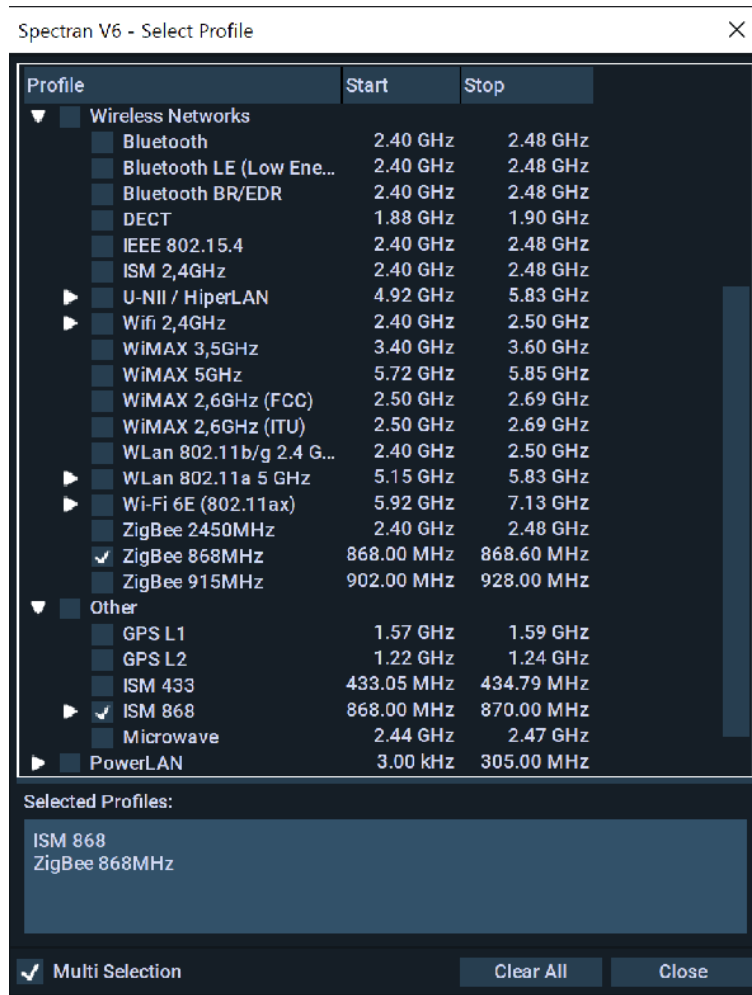 Spectran V6 - Select Profile
Profile Start Stop
Wireless Networks
Bluetooth 2.40 GHz 2.48 GHz
Bluetooth LE (Low Ene... 2.40 GHz 2.48 GHz
Bluetooth BR/EDR 2.40 GHz 2.48 GHz
DECT 1.88 GHz 1.90 GHz
IEEE 802.15.4 2.40 GHz 2.48 GHz
ISM 2,4GHz 2.40 GHz 2.48 GHz
U-NII / HiperLAN 4.92 GHz 5.83 GHz
Wifi 2,4GHz 2.40 GHz 2.50 GHz
WiMAX 3,5GHz 3.40 GHz 3.60 GHz
WiMAX 5GHz 5.72 GHz 5.85 GHz
WiMAX 2,6GHz (FCC) 2.50 GHz 2.69 GHz
WiMAX 2,6GHz (ITU) 2.50 GHz 2.69 GHz
WLan 802.11b/g 2.4 G... 2.40 GHz 2.50 GHz
WLan 802.11a 5 GHz 5.15 GHz 5.83 GHz
Wi-Fi 6E (802.11ax) 5.92 GHz 7.13 GHz
ZigBee 2450MHz 2.40 GHz 2.48 GHz
ZigBee 868MHz 868.00 MHz 868.60 MHz
ZigBee 915MHz 902.00 MHz 928.00 MHz
Other
GPS L1 1.57 GHz 1.59 GHz
GPS L2 1.22 GHz 1.24 GHz
ISM 433 433.05 MHz 434.79 MHz
ISM 868 868.00 MHz 870.00 MHz
Microwave 2.44 GHz 2.47 GHz
PowerLAN 3.00 kHz 305.00 MHz
Selected Profiles:
ISM 868
ZigBee 868MHz
Multi Selection Clear All Close